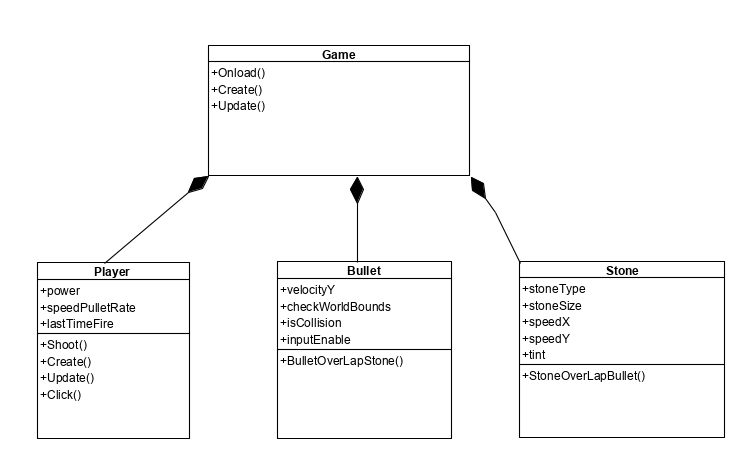 Game
+Onload()
+Create()
+Update()
Player
+power
+speedPulletRate
+lastTimeFire
+Shoot()
+Create()
+Update()
+Click()
Bullet
+velocityY
+checkWorldBounds
+isCollision
+inputEnable
+BulletOverLapStone()
Stone
+stoneType
+stoneSize
+speedX
+speedY
+tint
+StoneOverLapBullet()